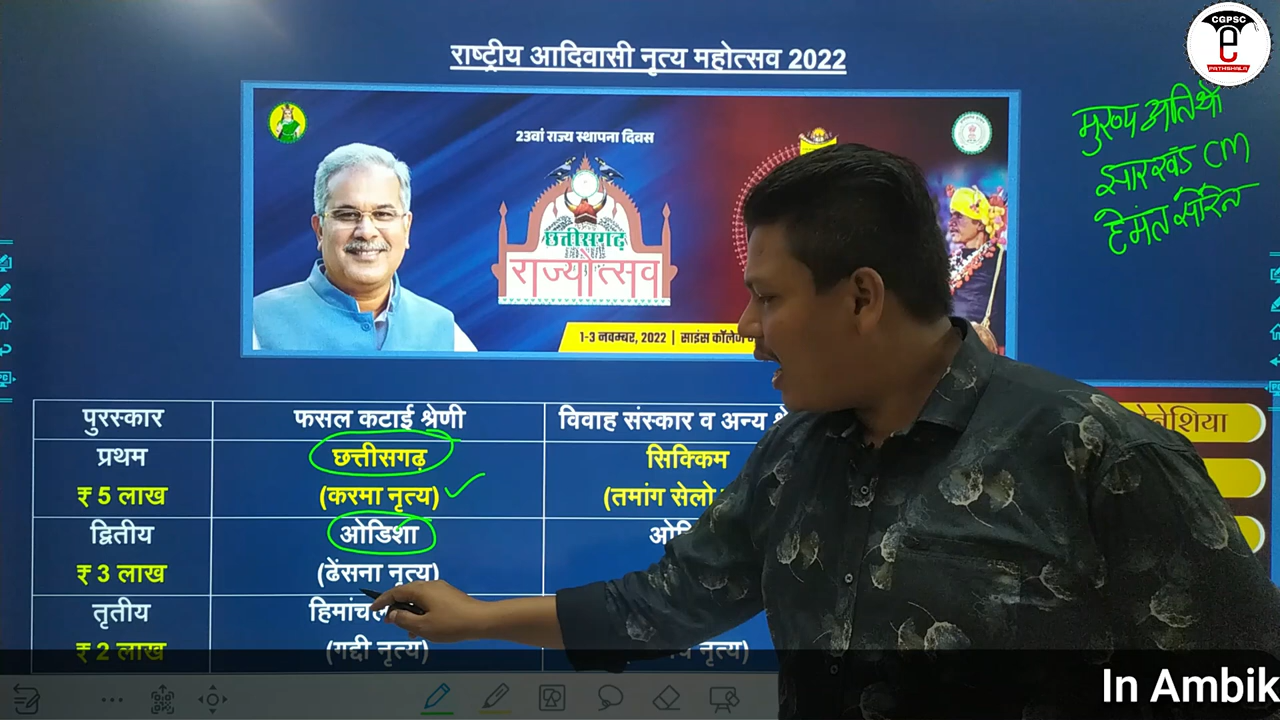 CGPSC
e
PATHSHALA
राष्ट्रीय आदिवासी नृत्य महोत्सव 2022
मुख्य अतिथी
झारखंड CM
हेमंत सोरेन
23वां राज्य स्थापना दिवस
छत्तीसगढ़
राज्योत्सव
1-3 नवम्बर, 2022 | साइंस कॉलेज
पुरस्कार फसल कटाई श्रेणी विवाह संस्कार व अन्य
प्रथम छत्तीसगढ़ सिक्किम
₹ 5 लाख (करमा नृत्य) (तमांग सेलो
द्वितीय ओडिशा
₹ 3 लाख (ढेंसना नृत्य)
तृतीय
₹ 2 लाख (गद्दी नृत्य) नृत्य)
In Ambik